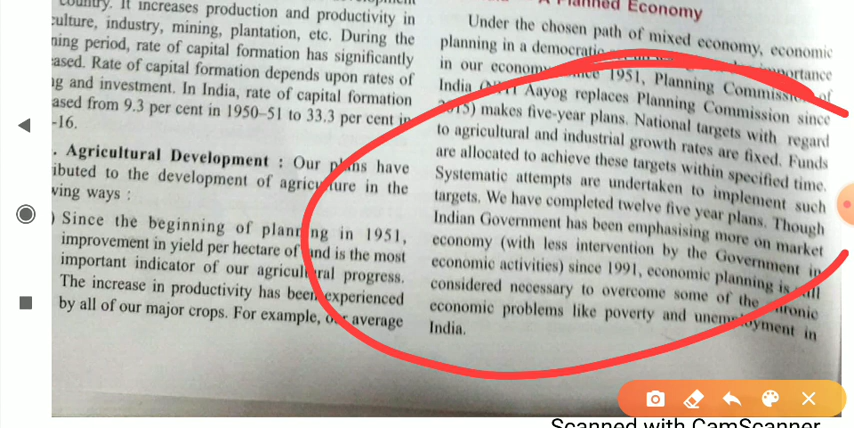 country. It increases production and productivity in
culture, industry, mining, plantation, etc. During the
ning period, rate of capital formation has significantly
ased. Rate of capital formation depends upon rates of
ng and investment. In India, rate of capital formation
ased from 9.3 per cent in 1950–51 to 33.3 per cent in
–16.
. Agricultural Development : Our plans have
ibuted to the development of agriculture in the
wing ways :
) Since the beginning of planning in 1951,
improvement in yield per hectare of land is the most
important indicator of our agricultural progress.
The increase in productivity has been experienced
by all of our major crops. For example, our average
Planned Economy
Under the chosen path of mixed economy, economic
planning in a democratic importance
in our economy. Since 1951, Planning Commission of
India (NITI Aayog replaces Planning Commission since
2015) makes five-year plans. National targets with regard
to agricultural and industrial growth rates are fixed. Funds
are allocated to achieve these targets within specified time.
Systematic attempts are undertaken to implement such
targets. We have completed twelve five year plans. Though
Indian Government has been emphasising more on market
economy (with less intervention by the Government in
economic activities) since 1991, economic planning is still
considered necessary to overcome some of the chronic
economic problems like poverty and unemployment in
India.
Scanned with CamScanner